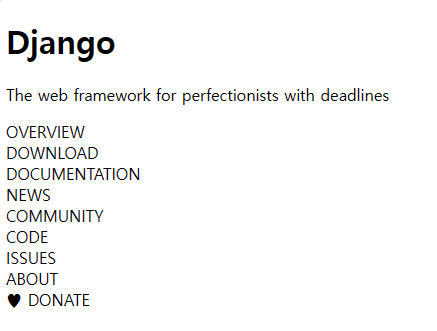 Django
The web framework for perfectionists with deadlines
OVERVIEW
DOWNLOAD
DOCUMENTATION
NEWS
COMMUNITY
CODE
ISSUES
ABOUT
♥ DONATE